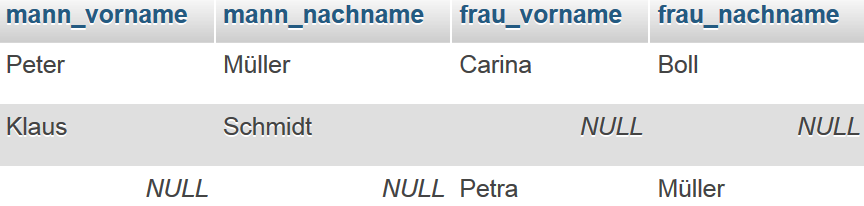 mann_vorname mann_nachname frau_vorname frau_nachname
Peter Müller Carina Boll
Klaus Schmidt NULL NULL
NULL NULL Petra Müller